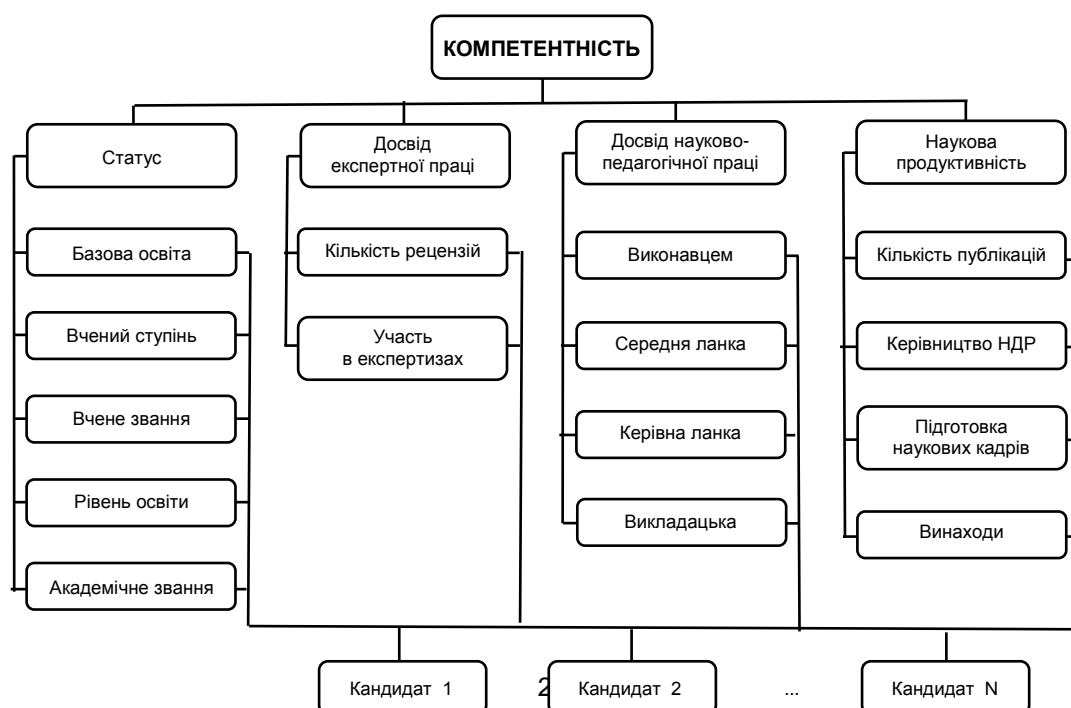 КОМПЕТЕНТНІСТЬ
Статус
Досвід
експертної праці
Досвід науково-
педагогічної праці
Наукова
продуктивність
Базова освіта
Кількість рецензій
Виконавцем
Кількість публікацій
Вчений ступінь
Участь
в експертизах
Середня ланка
Керівництво НДР
Вчене звання
Керівна ланка
Підготовка
наукових кадрів
Рівень освіти
Викладацька
Винаходи
Академічне звання
Кандидат 1
2
Кандидат 2
...
Кандидат N